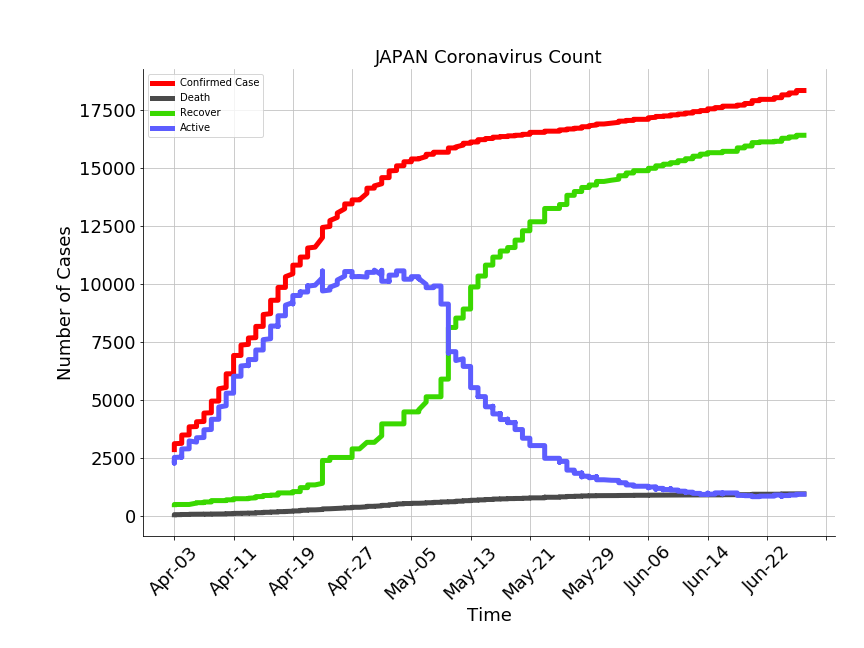 JAPAN Coronavirus Count
Confirmed Case
Death
Recover
Active
17500
15000
12500
10000
7500
5000
2500
0
Number of Cases
Apr-03
Apr-11
Apr-19
Apr-27
May-05
May-13
May-21
May-29
Jun-06
Jun-14
Jun-22
Time